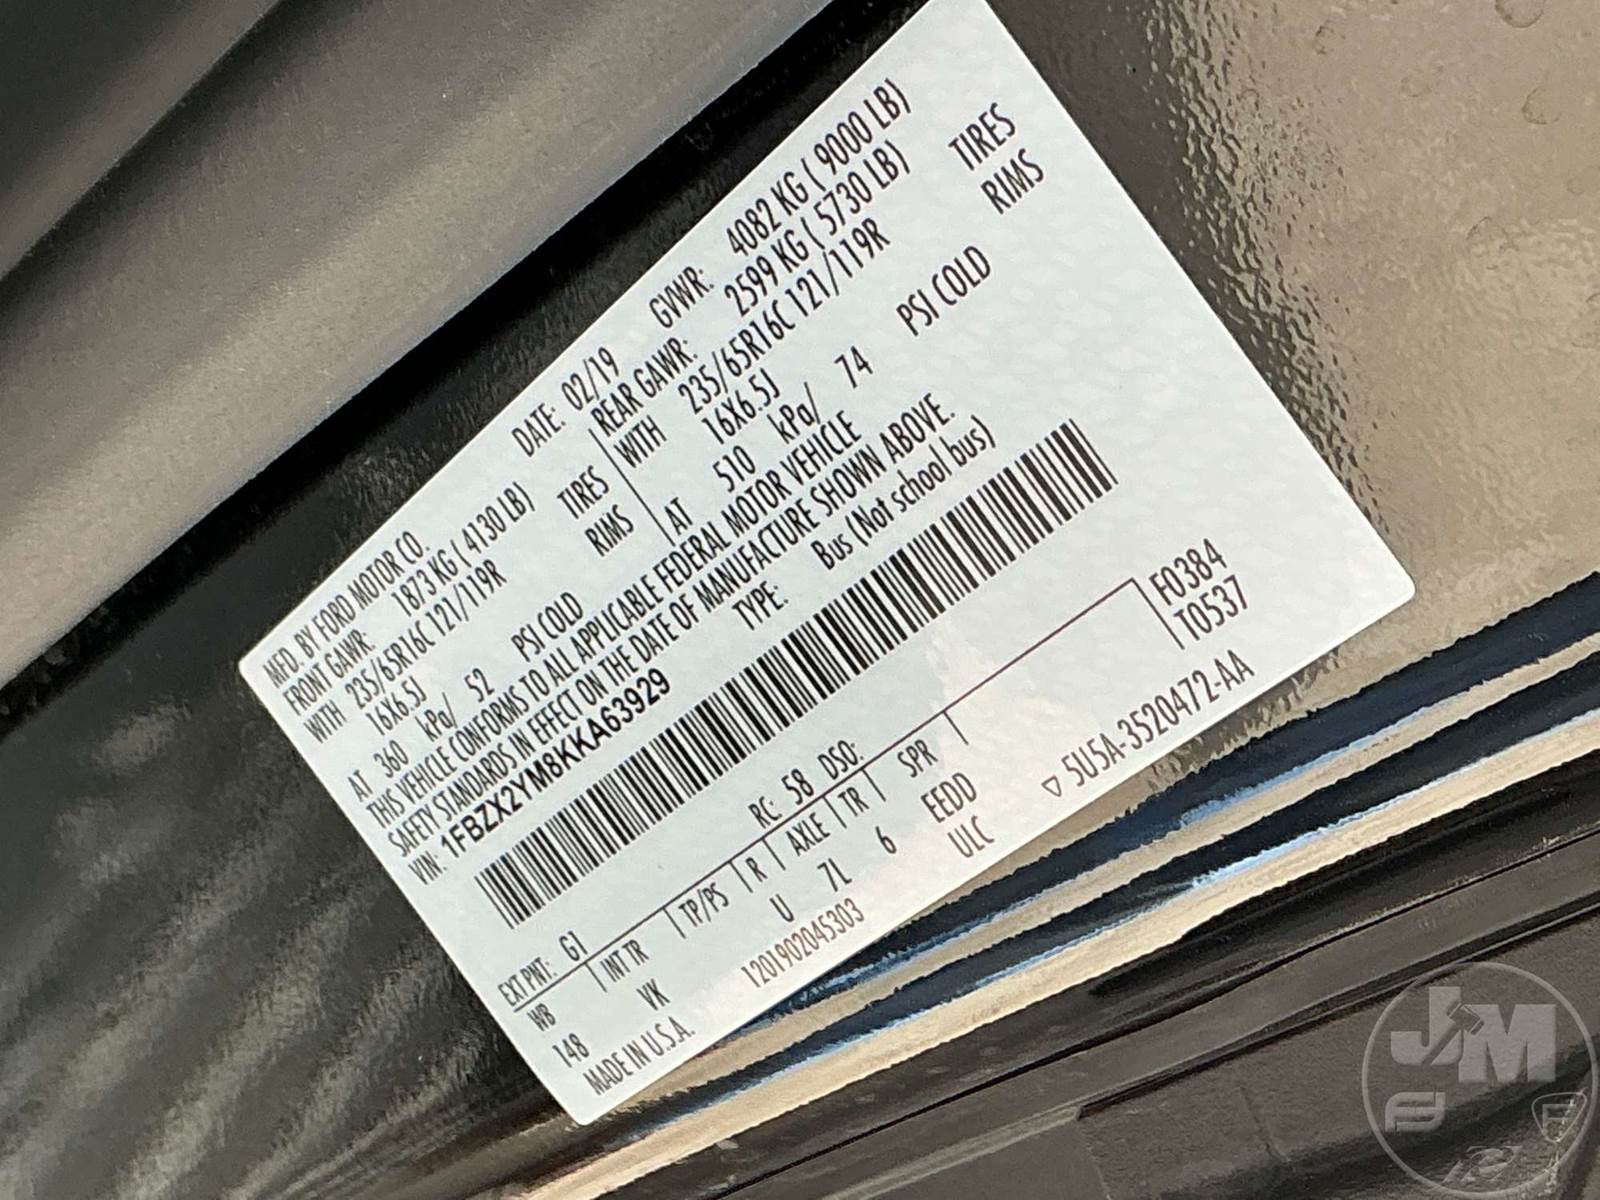 MFD. BY FORD MOTOR CO. DATE: 02/19 GVWR: 4082 KG ( 9000 LB)
FRONT GAWR: 1873 KG ( 4130 LB) REAR GAWR: 2599 KG ( 5730 LB)
WITH 235/65R16C 121/119R TIRES WITH 235/65R16C 121/119R TIRES
16X6.5J RIMS 16X6.5J RIMS
AT 360 kPa/ 52 PSI COLD AT 510 kPa/ 74 PSI COLD
THIS VEHICLE CONFORMS TO ALL APPLICABLE FEDERAL MOTOR VEHICLE
SAFETY STANDARDS IN EFFECT ON THE DATE OF MANUFACTURE SHOWN ABOVE.
VIN: 1FBZX2YM8KKA63929 TYPE: Bus (Not school bus)
EXT PNT: G1 RC: 58 DSO: F0384
WB INT TR TP/PS R AXLE TR SPR T0537
148 VK U 7L 6 EEDD
MADE IN U.S.A. 1201902045303 ULC ▽ 5U5A-3520472-AA
JM